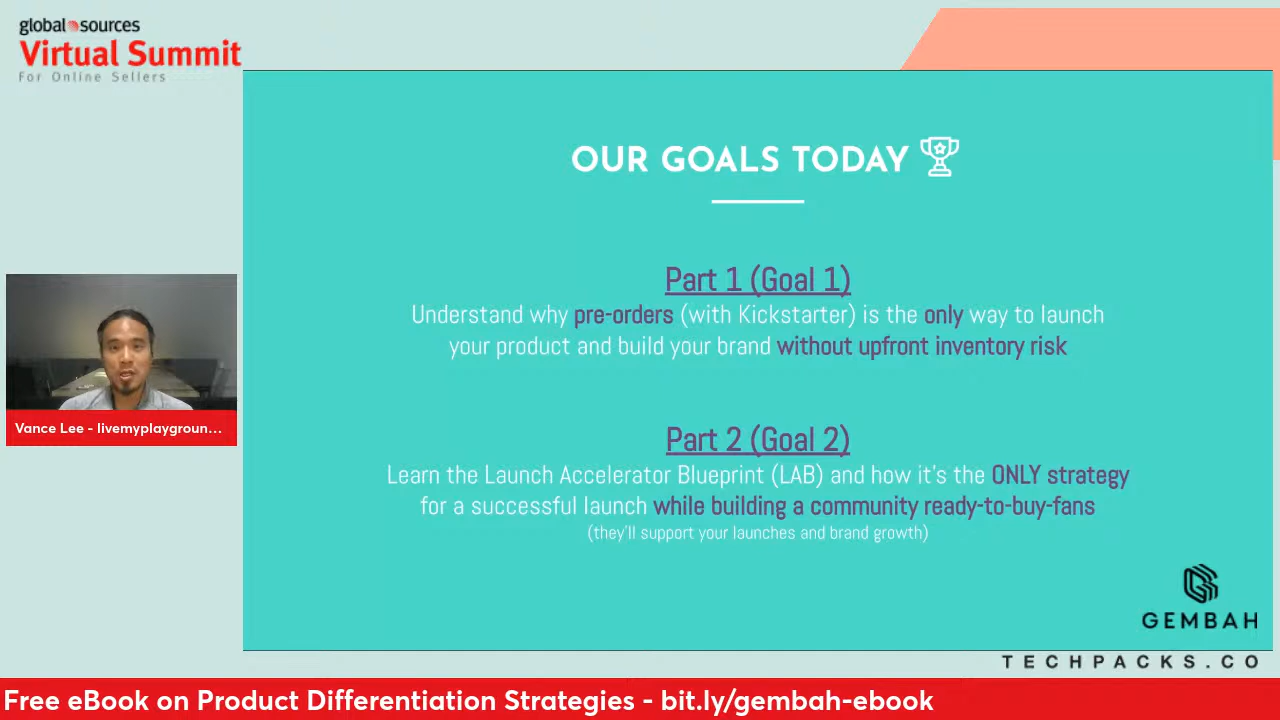 global sources
Virtual Summit
For Online Sellers
OUR GOALS TODAY
Part 1 (Goal 1)
Understand why pre-orders (with Kickstarter) is the only way to launch
your product and build your brand without upfront inventory risk
Part 2 (Goal 2)
Learn the Launch Accelerator Blueprint (LAB) and how it's the ONLY strategy
for a successful launch while building a community ready-to-buy-fans
(they'll support your launches and brand growth)
Vance Lee - livemyplaygroun...
GEMBAH
TECHPACKS.CO
Free eBook on Product Differentiation Strategies - bit.ly/gembah-ebook